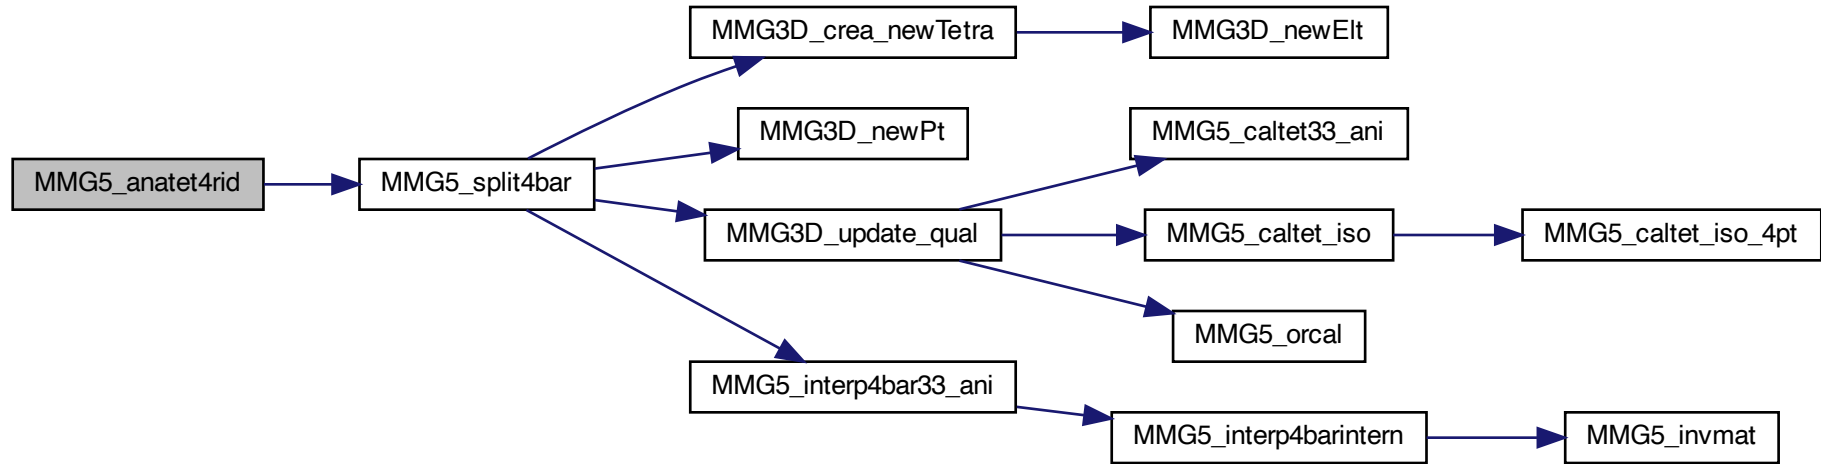 MMG3D_crea_newTetra
MMG3D_newElt
MMG3D_newPt
MMG5_caltet33_ani
MMG5_anatet4rid
MMG5_split4bar
MMG3D_update_qual
MMG5_caltet_iso
MMG5_caltet_iso_4pt
MMG5_orcal
MMG5_interp4bar33_ani
MMG5_interp4barintern
MMG5_invmat